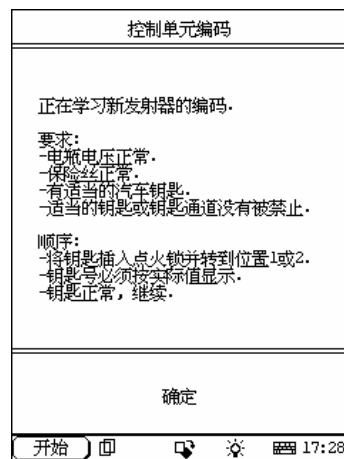 控制单元编码
正在学习新发射器的编码.
要求:
-电瓶电压正常.
-保险丝正常.
-有适当的汽车钥匙.
-适当的钥匙或钥匙通道没有被禁止.
顺序:
-将钥匙插入点火锁并转到位置1或2.
-钥匙号必须按实际值显示.
-钥匙正常, 继续.
确定
开始 17:28